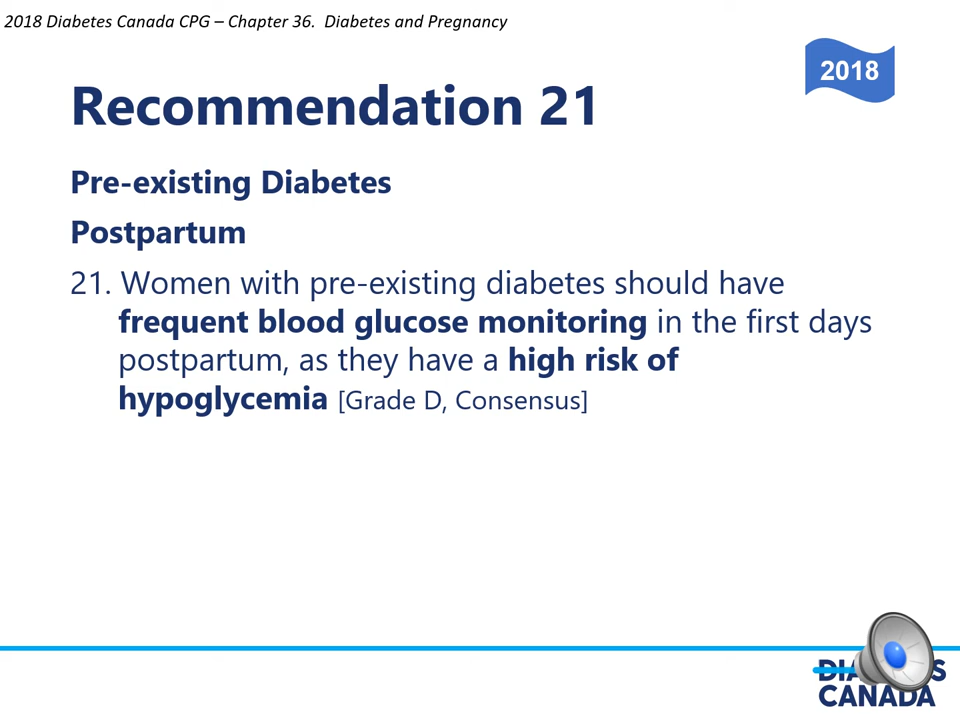 2018 Diabetes Canada CPG – Chapter 36. Diabetes and Pregnancy
2018
Recommendation 21
Pre-existing Diabetes
Postpartum
21. Women with pre-existing diabetes should have
frequent blood glucose monitoring in the first days
postpartum, as they have a high risk of
hypoglycemia [Grade D, Consensus]
CANADA